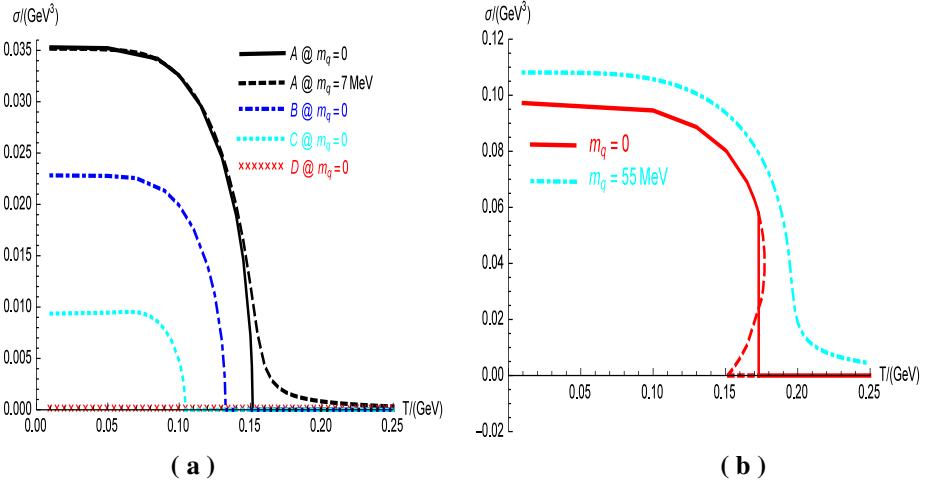 σ/(GeV³)
0.035
0.030
0.025
0.020
0.015
0.010
0.005
0.000
0.00 0.05 0.10 0.15 0.20 0.25
T/(GeV)
A @ m_q = 0
A @ m_q = 7 MeV
B @ m_q = 0
C @ m_q = 0
D @ m_q = 0
( a )
σ/(GeV³)
0.12
0.10
0.08
0.06
0.04
0.02
0.00
−0.02
0.05 0.10 0.15 0.20 0.25
T/(GeV)
m_q = 0
m_q = 55 MeV
( b )